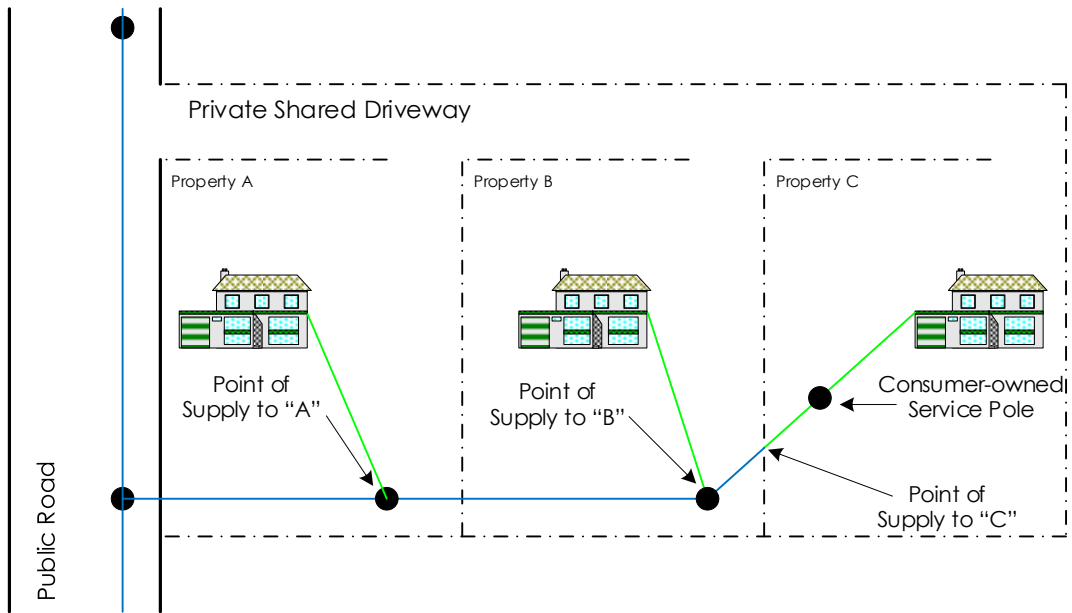 Private Shared Driveway
Property A
Property B
Property C
Point of
Supply to “A”
Point of
Supply to “B”
Consumer-owned
Service Pole
Point of
Supply to “C”
Public Road